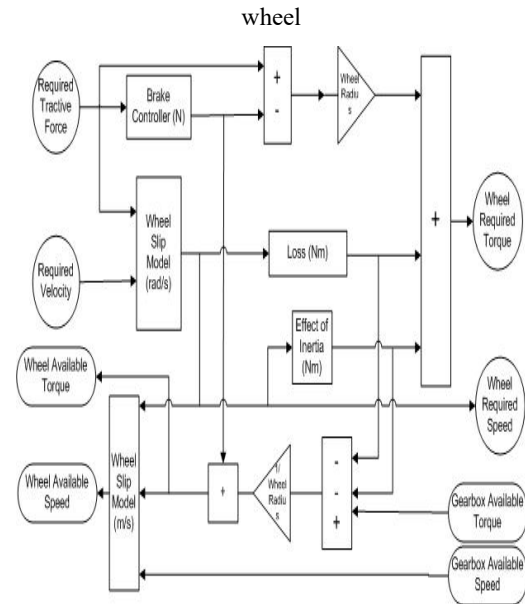 wheel
Required
Tractive
Force
Brake
Controller (N)
+
-
Wheel
Radiu
s
+
Wheel
Required
Torque
Wheel
Slip
Model
(rad/s)
Required
Velocity
Loss (Nm)
Effect of
Inertia
(Nm)
Wheel Available
Torque
Wheel
Required
Speed
Wheel Available
Speed
Wheel
Slip
Model
(m/s)
+
1/
Wheel
Radiu
s
-
-
+
Gearbox Available
Torque
Gearbox Available
Speed